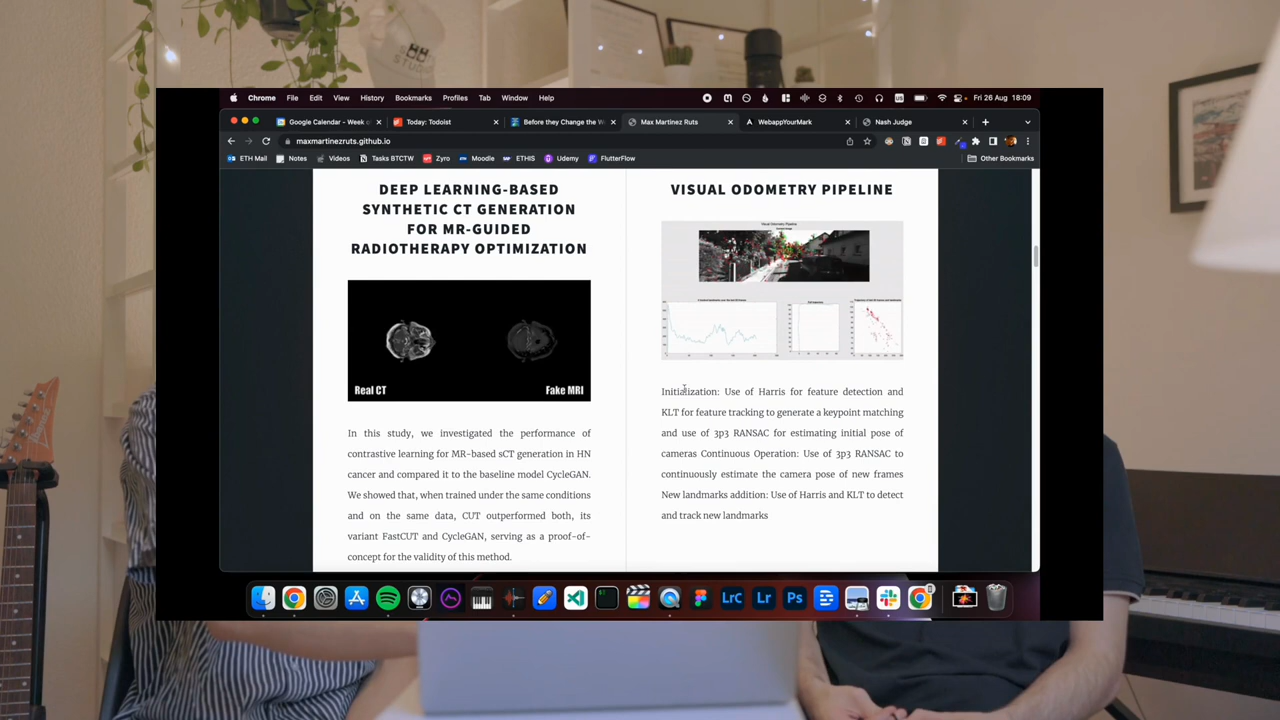 Chrome File Edit View History Bookmarks Profiles Tab Window Help Fri 26 Aug 18:09
Google Calendar - Week Today: Todoist Before they Change the W Max Martinez Ruts WebappYourMark Nash Judge
maxmartinezruts.github.io
ETH Mail Notes Videos Tasks BTCTW Zyro Moodle ETHIS Udemy FlutterFlow Other Bookmarks
DEEP LEARNING-BASED
SYNTHETIC CT GENERATION
FOR MR-GUIDED
RADIOTHERAPY OPTIMIZATION
Real CT Fake MRI
In this study, we investigated the performance of
contrastive learning for MR-based sCT generation in HN
cancer and compared it to the baseline model CycleGAN.
We showed that, when trained under the same conditions
and on the same data, CUT outperformed both, its
variant FastCUT and CycleGAN, serving as a proof-of-
concept for the validity of this method.
VISUAL ODOMETRY PIPELINE
Visual Odometry Pipeline
Initialization: Use of Harris for feature detection and
KLT for feature tracking to generate a keypoint matching
and use of 3p3 RANSAC for estimating initial pose of
cameras Continuous Operation: Use of 3p3 RANSAC to
continuously estimate the camera pose of new frames
New landmarks addition: Use of Harris and KLT to detect
and track new landmarks
LrC Lr Ps